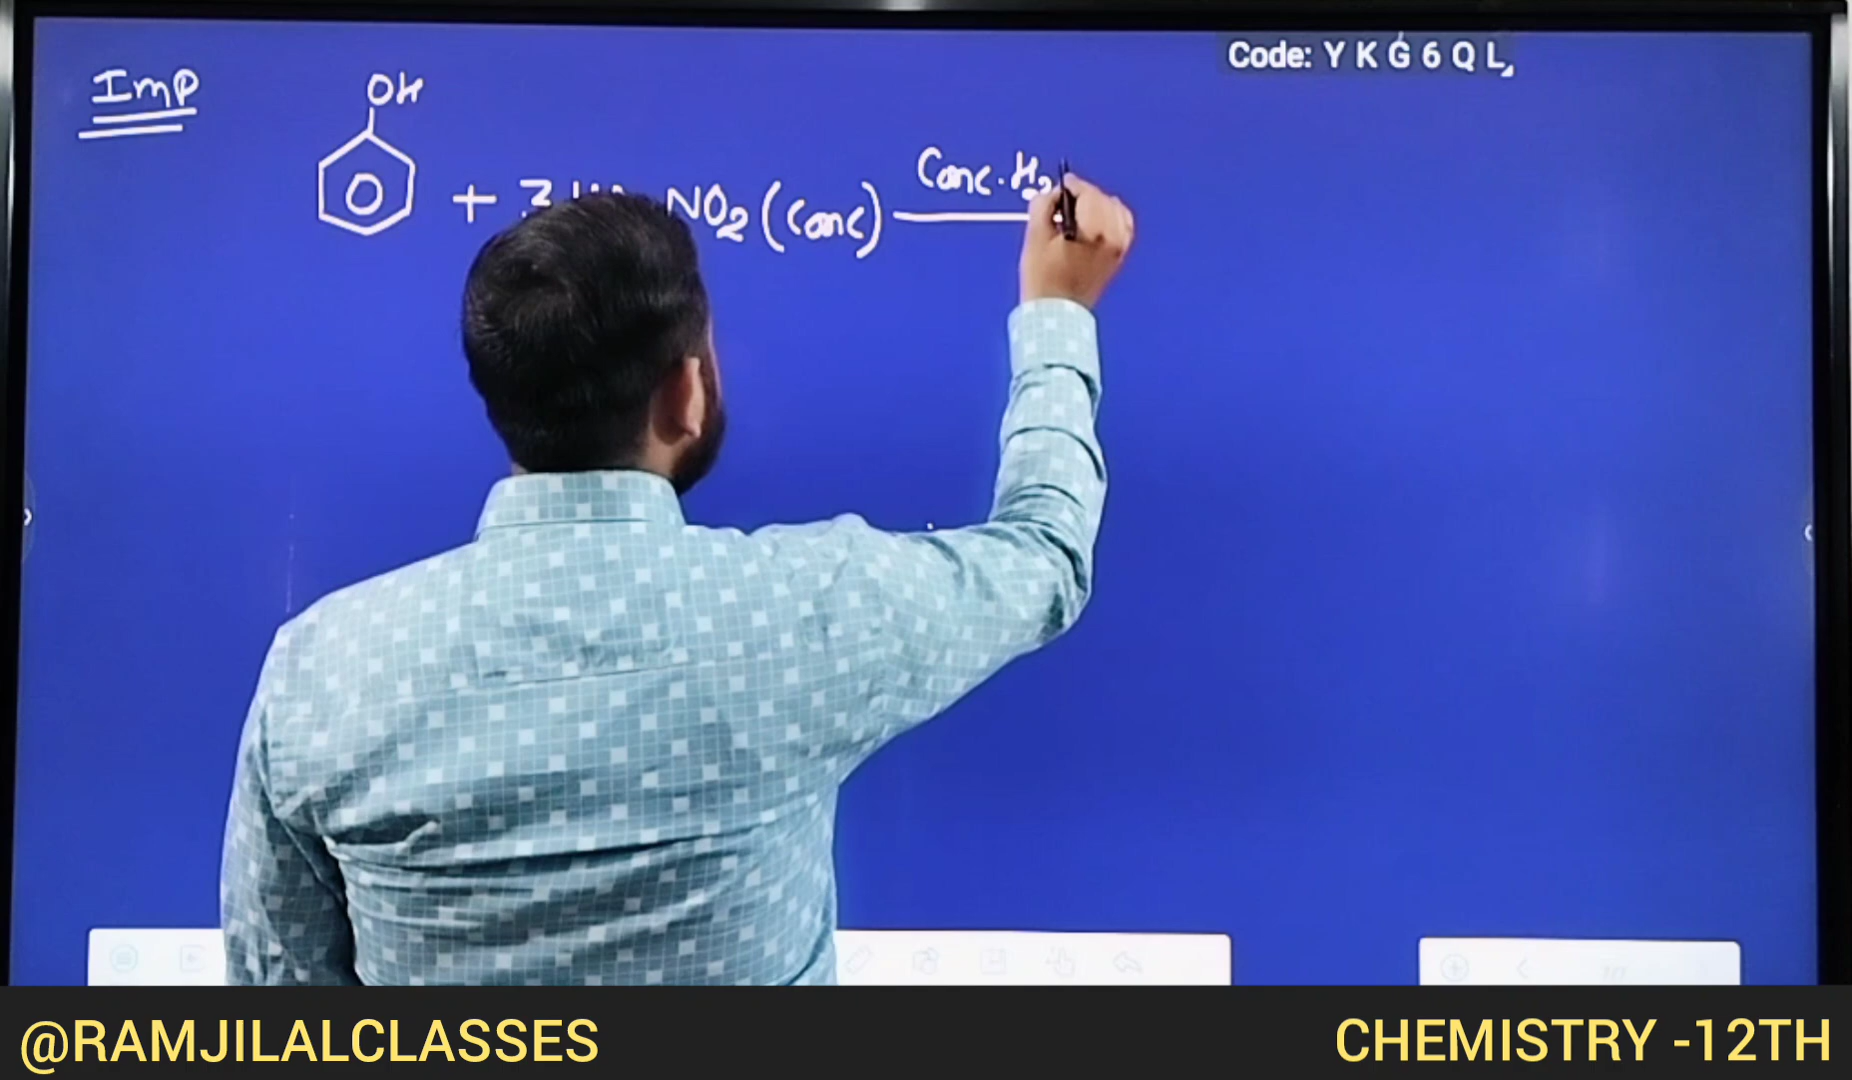 Code: Y K G 6 Q L
Imp
OH
+ 3 NO2 (conc) Conc. H2
@RAMJILALCLASSES
CHEMISTRY -12TH